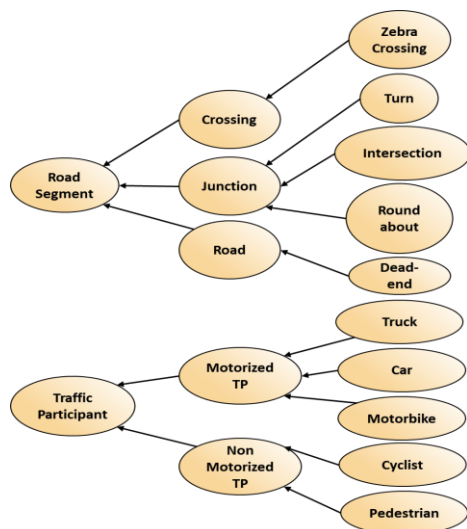 Zebra
Crossing
Crossing
Turn
Intersection
Road
Segment
Junction
Round
about
Road
Dead-
end
Truck
Motorized
TP
Car
Traffic
Participant
Motorbike
Non
Motorized
TP
Cyclist
Pedestrian